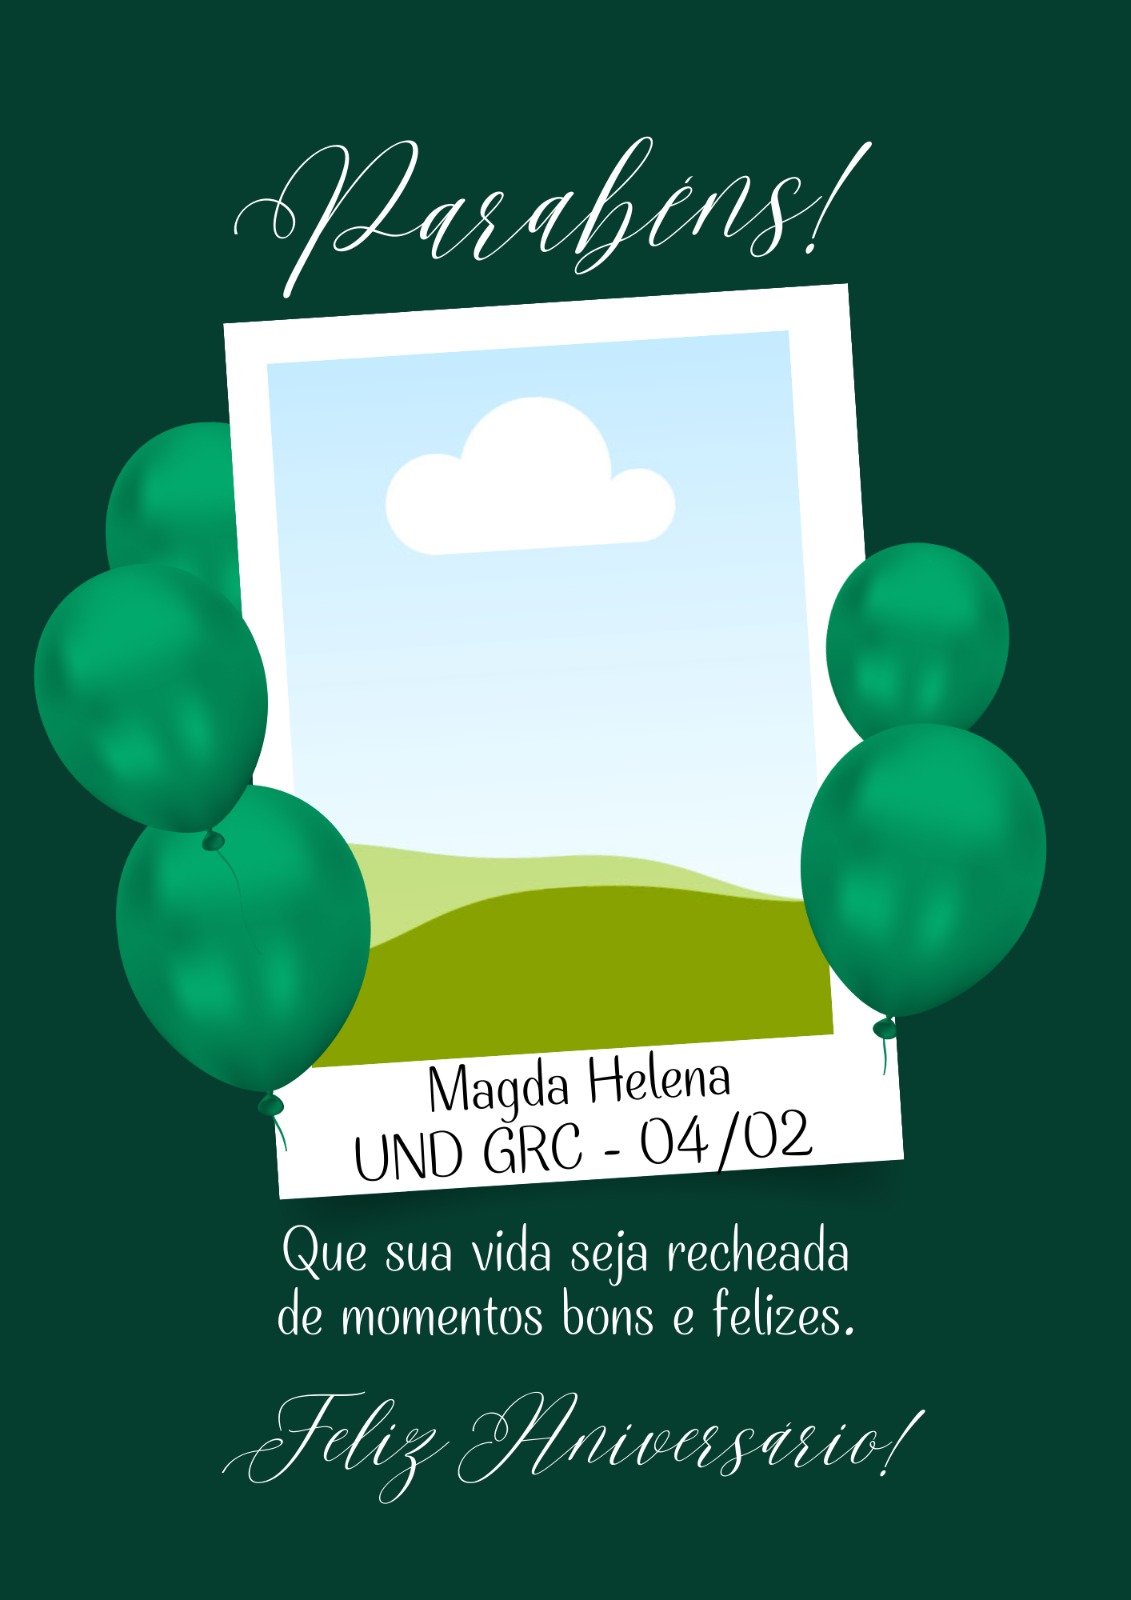 Parabéns!
Magda Helena
UND GRC - 04/02
Que sua vida seja recheada
de momentos bons e felizes.
Feliz Aniversário!